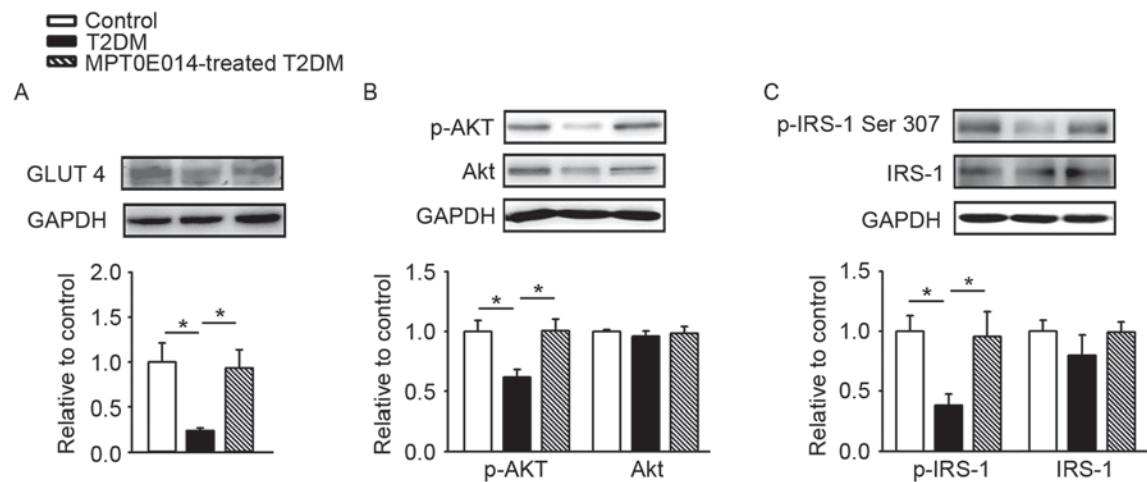 Control
T2DM
MPT0E014-treated T2DM
A
GLUT 4
GAPDH
Relative to control
2.0
1.5
1.0
0.5
0.0
*
*
B
p-AKT
Akt
GAPDH
Relative to control
1.5
1.0
0.5
0.0
*
*
p-AKT
Akt
C
p-IRS-1 Ser 307
IRS-1
GAPDH
Relative to control
1.5
1.0
0.5
0.0
*
*
p-IRS-1
IRS-1